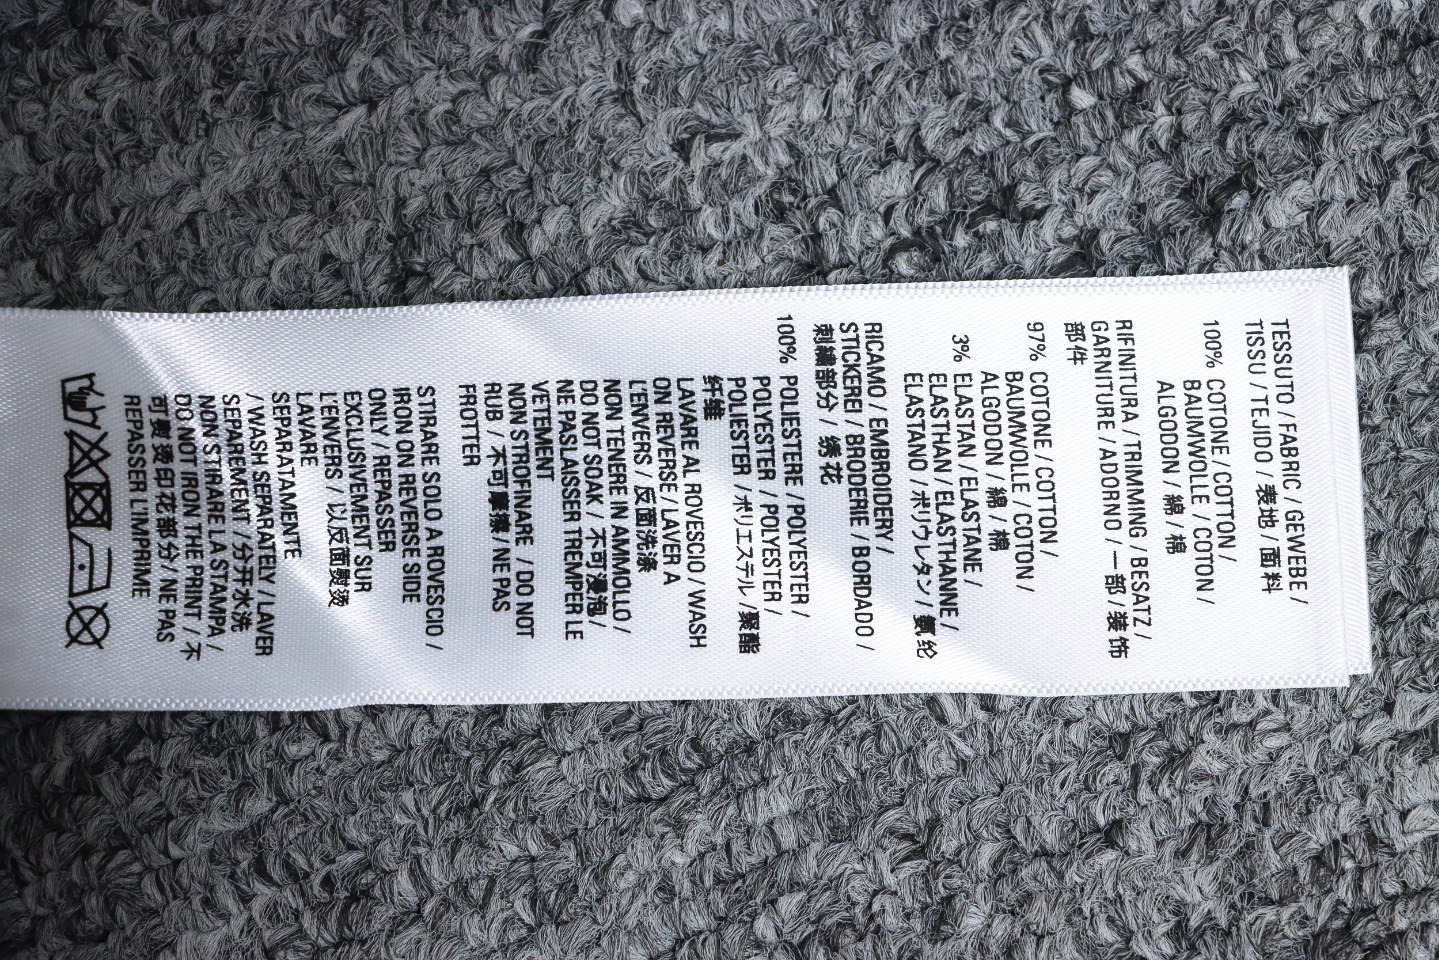 TESSUTO / FABRIC / GEWEBE /
TISSU / TEJIDO / 表地 / 面料
100% COTONE / COTTON /
BAUMWOLLE / COTON /
ALGODON / 綿 / 棉
RIFINITURA / TRIMMING / BESATZ /
GARNITURE / ADORNO / 一部 / 装饰
部件
97% COTONE / COTTON /
BAUMWOLLE / COTON /
ALGODON / 綿 / 棉
3% ELASTAN / ELASTANE /
ELASTHAN / ELASTHANNE /
ELASTANO / ポリウレタン / 氨纶
RICAMO / EMBROIDERY /
STICKEREI / BRODERIE / BORDADO /
刺繍部分 / 绣花
100% POLIESTERE / POLYESTER /
POLYESTER / POLYESTER /
POLIESTER / ポリエステル / 聚酯
纤维
LAVARE AL ROVESCIO / WASH
ON REVERSE / LAVER A
L'ENVERS / 反面洗涤
NON TENERE IN AMMOLLO /
DO NOT SOAK / 不可浸泡 /
NE PAS LAISSER TREMPER LE
VETEMENT
NON STROFINARE / DO NOT
RUB / 不可摩擦 / NE PAS
FROTTER
STIRARE SOLO A ROVESCIO /
IRON ON REVERSE SIDE
ONLY / REPASSER
EXCLUSIVEMENT SUR
L'ENVERS / 以反面熨烫
LAVARE
SEPARATAMENTE
/ WASH SEPARATELY / LAVER
SEPAREMENT / 分开水洗
NON STIRARE LA STAMPA /
DO NOT IRON THE PRINT / 不
可熨烫印花部分 / NE PAS
REPASSER L'IMPRIME